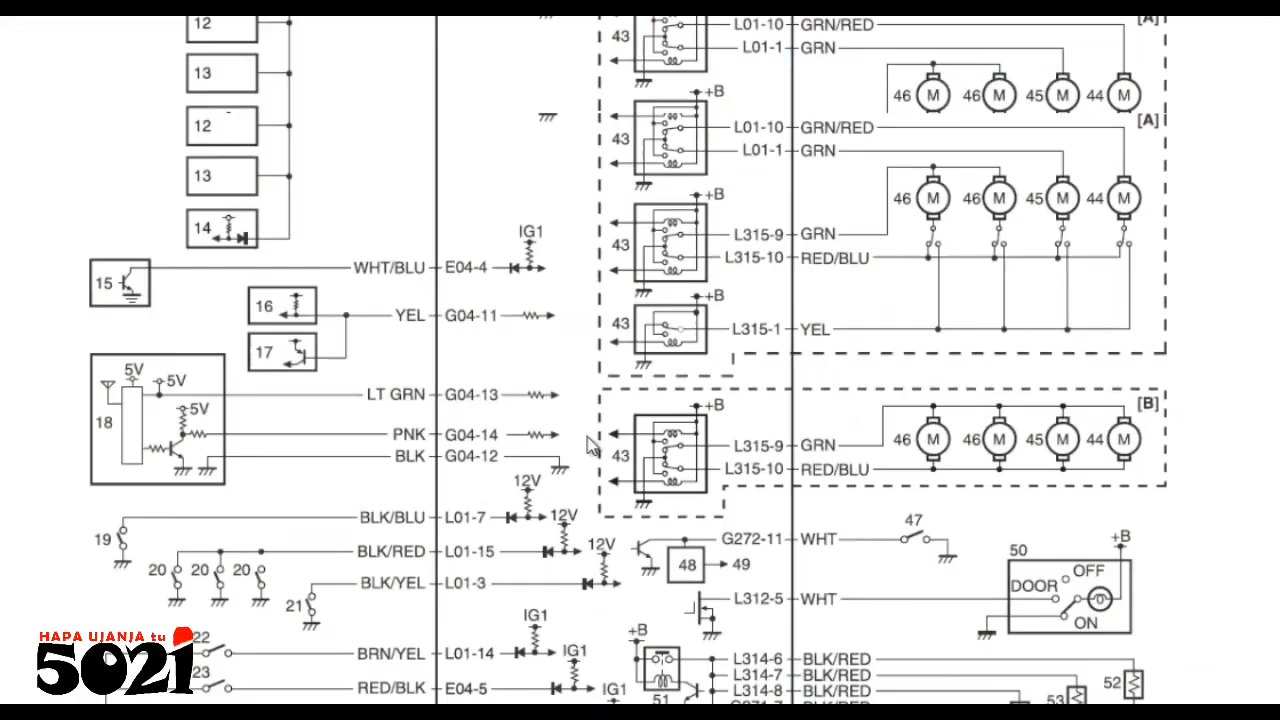 12
13
12
13
14
15
16
17
18
5V
5V
5V
19
20 20 20
21
22
23
WHT/BLU E04-4 IG1
YEL G04-11
LT GRN G04-13
PNK G04-14
BLK G04-12
BLK/BLU L01-7 12V
BLK/RED L01-15 12V
BLK/YEL L01-3 12V
BRN/YEL L01-14 IG1
RED/BLK E04-5 IG1
IG1
[A]
43 L01-10 GRN/RED
L01-1 GRN
46 M 46 M 45 M 44 M
[A]
+B
43 L01-10 GRN/RED
L01-1 GRN
46 M 46 M 45 M 44 M
+B
43 L315-9 GRN
L315-10 RED/BLU
+B
43 L315-1 YEL
[B]
+B
43 L315-9 GRN
L315-10 RED/BLU
46 M 46 M 45 M 44 M
G272-11 WHT 47
48 49
L312-5 WHT
50 +B
DOOR OFF
ON
+B
51
L314-6 BLK/RED
L314-7 BLK/RED
L314-8 BLK/RED
52
53
HAPA UJANJA tu
5021